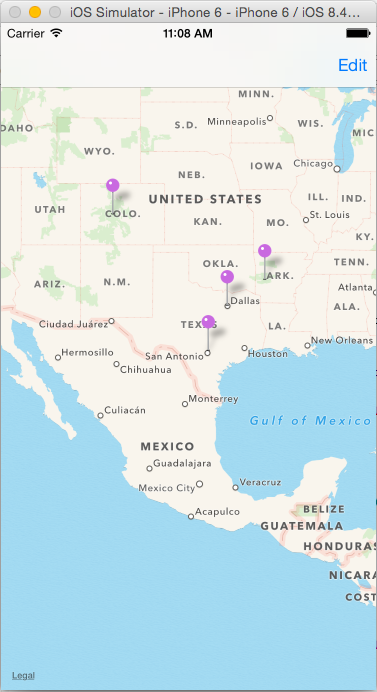 iOS Simulator - iPhone 6 - iPhone 6 / iOS 8.4...
Carrier 11:08 AM
Edit
MINN.
DAHO
S.D.
Minneapolis
WIS.
MIC
WYO.
IOWA
Chicago
NEB.
UNITED STATES
ILL.
IND.
UTAH
COLO.
KAN.
MO.
St. Louis
KY.
OKLA.
TENN.
ARIZ.
N.M.
ARK.
Atlanta
Dallas
ALA.
Ciudad Juárez
TEXAS
LA.
New Orleans
Hermosillo
San Antonio
Houston
Chihuahua
Culiacán
Monterrey
Gulf of Mexico
MEXICO
Guadalajara
Mexico City
Veracruz
Acapulco
BELIZE
GUATEMALA
HONDURAS
NICARA
COST
Legal